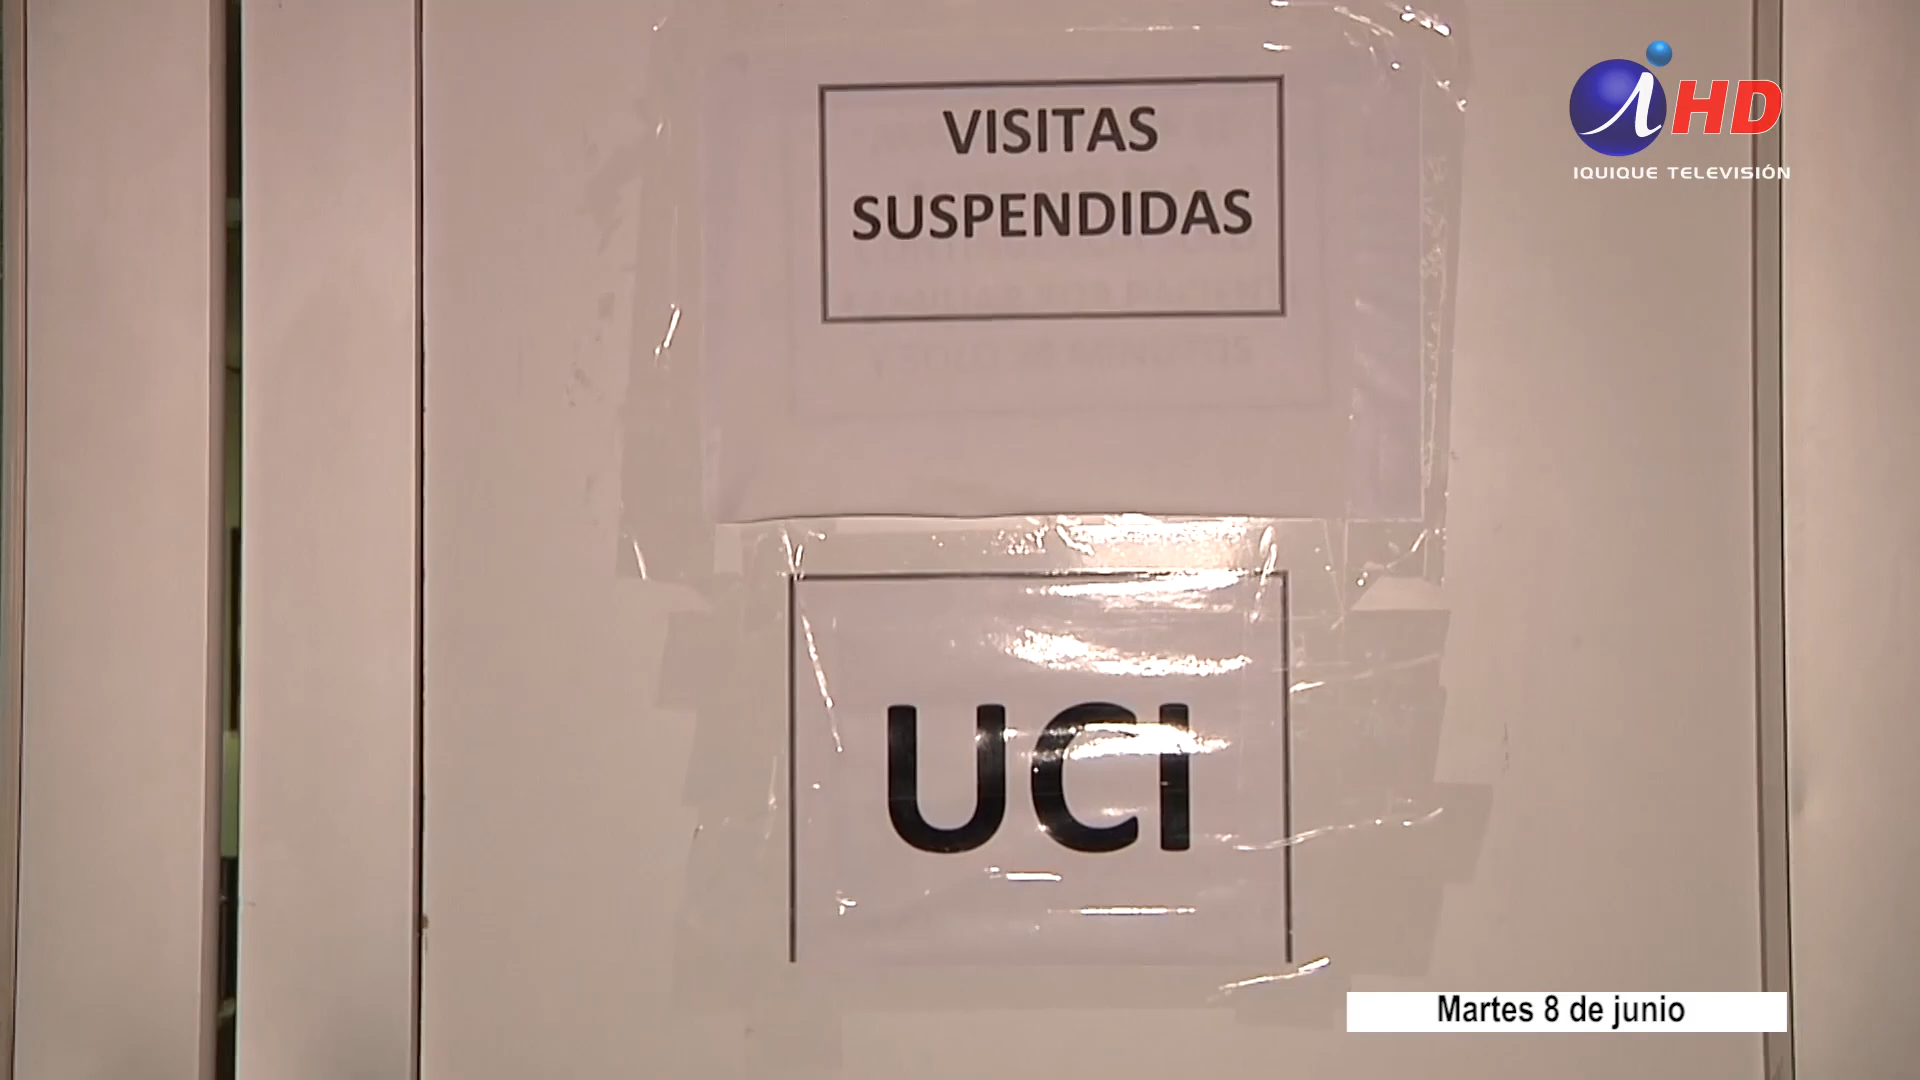 VISITAS
SUSPENDIDAS
UCI
HD
IQUIQUE TELEVISIÓN
Martes 8 de junio